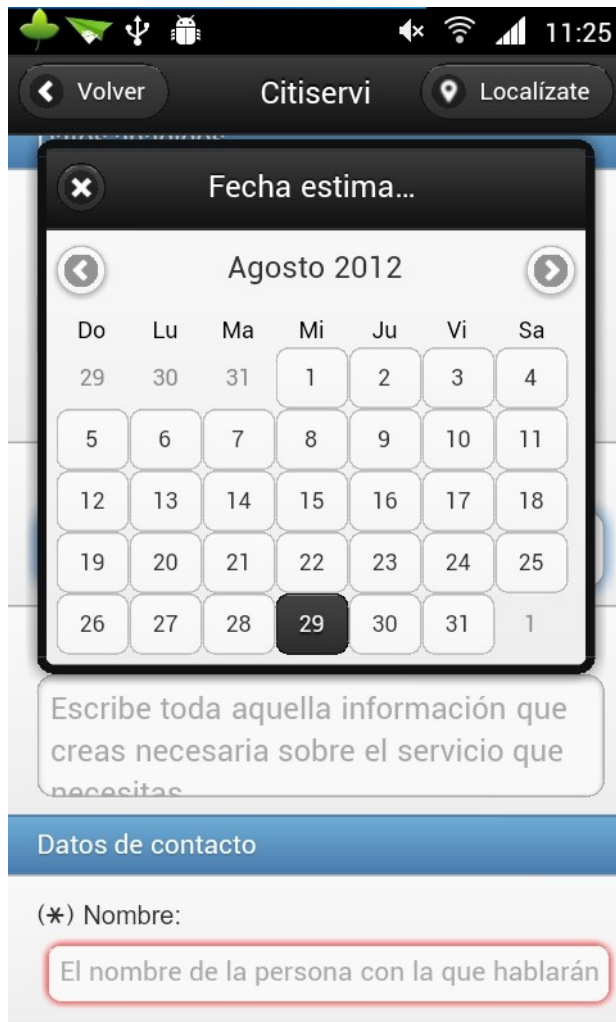 11:25
Volver Citiservi Localízate
Fecha estima...
Agosto 2012
Do Lu Ma Mi Ju Vi Sa
29 30 31 1 2 3 4
5 6 7 8 9 10 11
12 13 14 15 16 17 18
19 20 21 22 23 24 25
26 27 28 29 30 31 1
Escribe toda aquella información que
creas necesaria sobre el servicio que
necesitas
Datos de contacto
(*) Nombre:
El nombre de la persona con la que hablarán